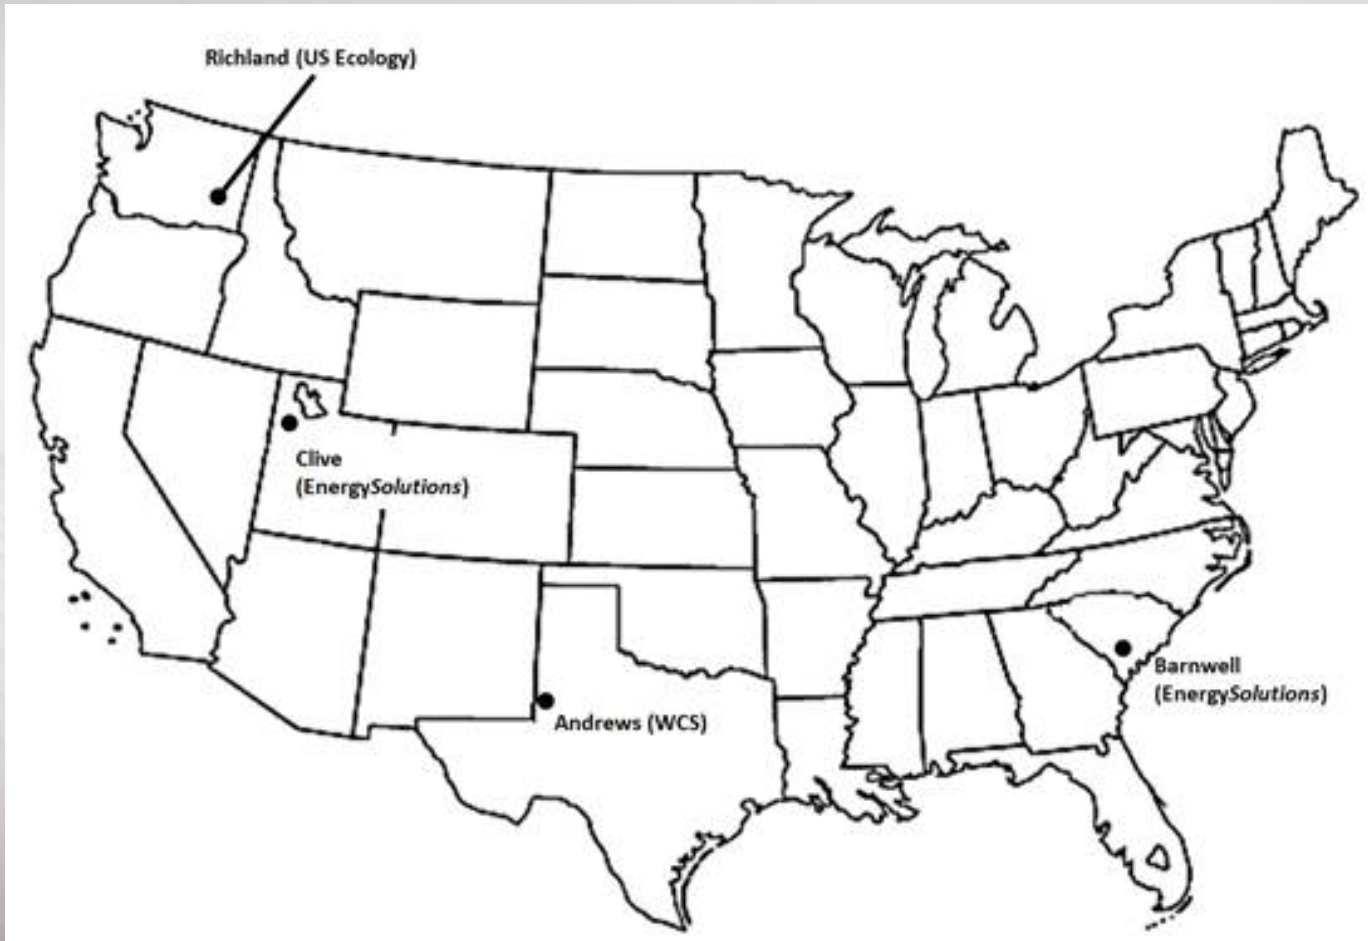 Richland (US Ecology)
Clive
(EnergySolutions)
Barnwell
(EnergySolutions)
Andrews (WCS)